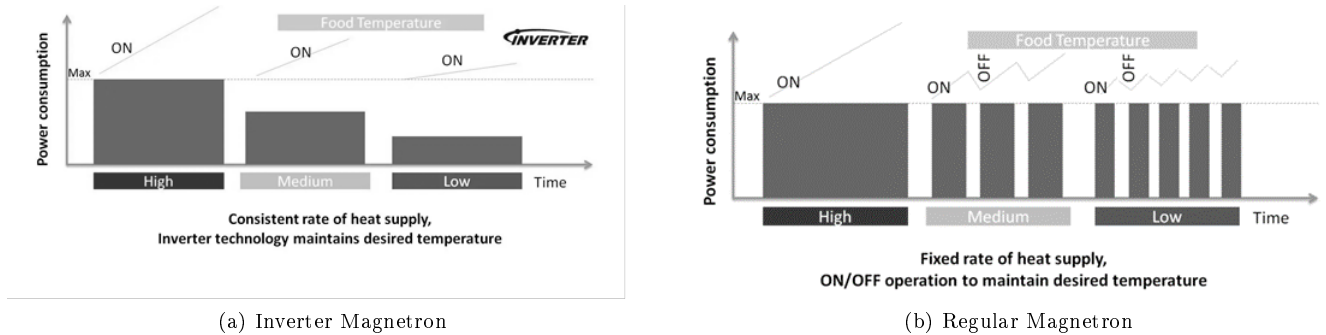 Food Temperature
INVERTER
ON
ON
ON
Max
Power consumption
High
Medium
Low
Time
Consistent rate of heat supply,
Inverter technology maintains desired temperature
(a) Inverter Magnetron
Food Temperature
ON
ON
OFF
ON
OFF
Max
Power consumption
High
Medium
Low
Time
Fixed rate of heat supply,
ON/OFF operation to maintain desired temperature
(b) Regular Magnetron